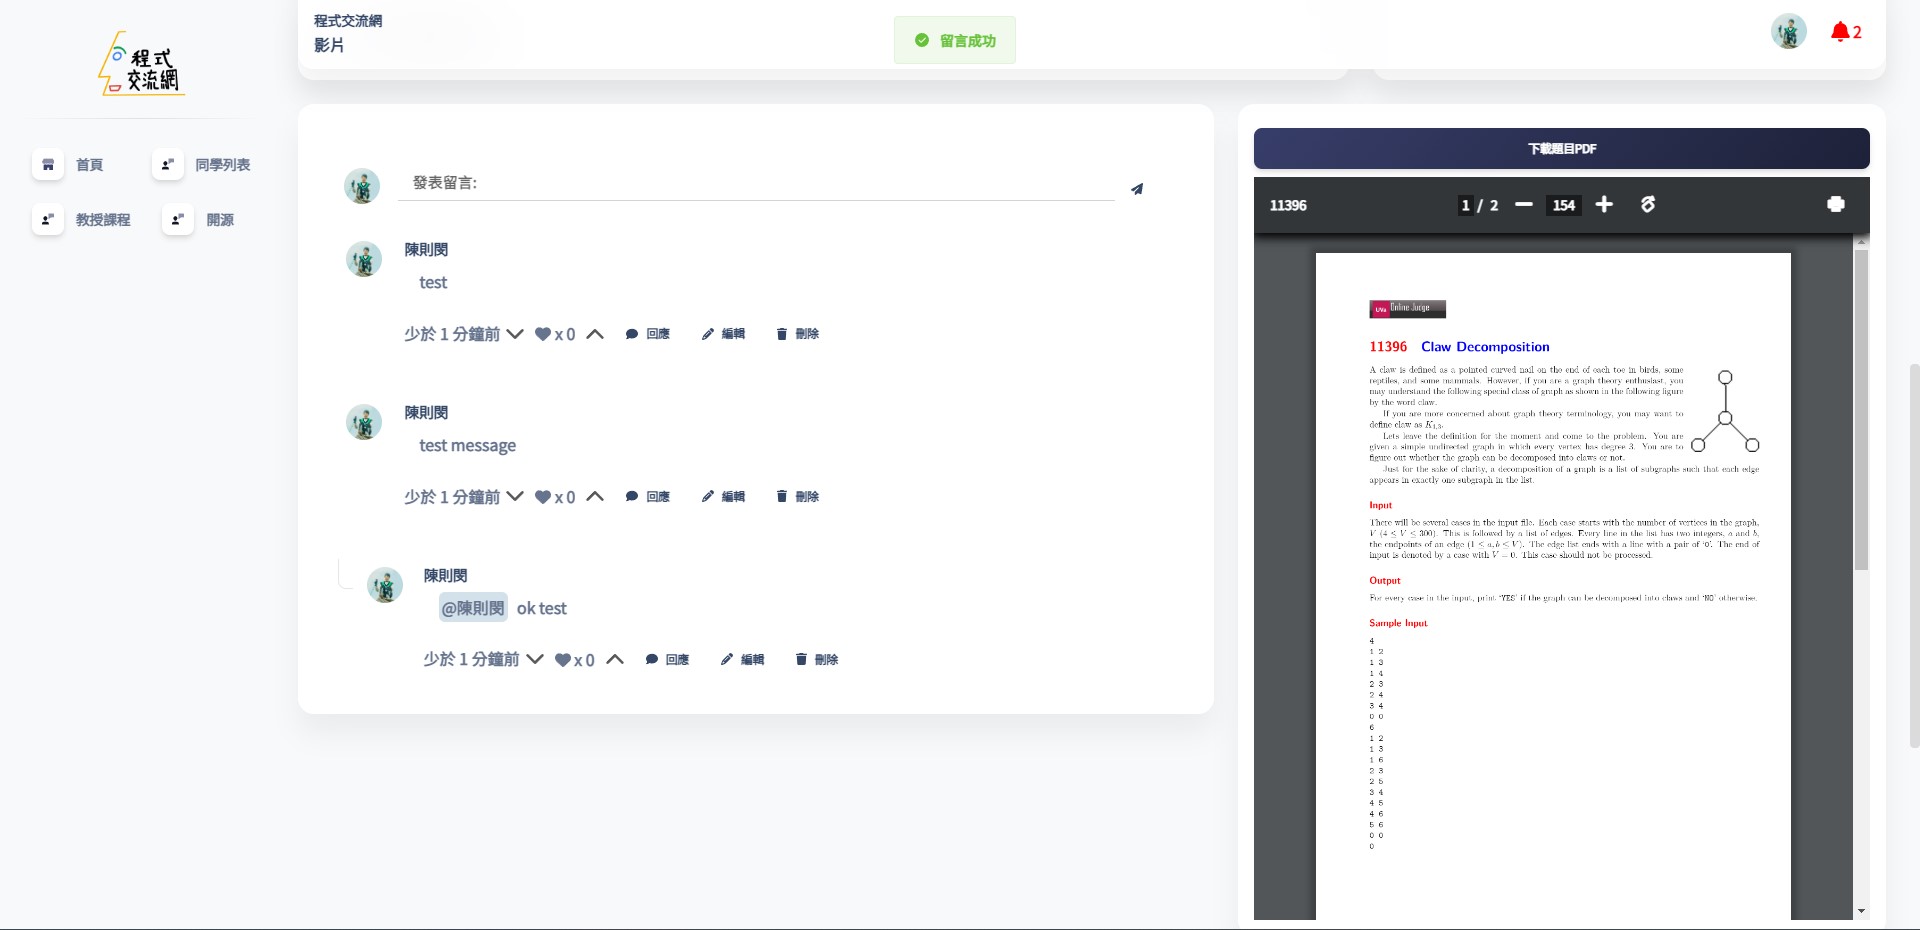 程式
交流網
首頁
同學列表
教授課程
開源
程式交流網
影片
留言成功
2
發表留言:
陳則閔
test
少於 1 分鐘前 x 0 回應 編輯 刪除
陳則閔
test message
少於 1 分鐘前 x 0 回應 編輯 刪除
陳則閔
@陳則閔 ok test
少於 1 分鐘前 x 0 回應 編輯 刪除
下載題目PDF
11396 1 / 2 154
UVa Online Judge
11396 Claw Decomposition
A claw is defined as a pointed curved nail on the end of each toe in birds, some
reptiles, and some mammals. However, if you are a graph theory enthusiast, you
may understand the following special class of graph as shown in the following figure
by the word claw.
If you are more concerned about graph theory terminology, you may want to
define claw as K1,3.
Lets leave the definition for the moment and come to the problem. You are
given a simple undirected graph in which every vertex has degree 3. You are to
figure out whether the graph can be decomposed into claws or not.
Just for the sake of clarity, a decomposition of a graph is a list of subgraphs such that each edge
appears in exactly one subgraph in the list.
Input
There will be several cases in the input file. Each case starts with the number of vertices in the graph,
V (4 ≤ V ≤ 300). This is followed by a list of edges. Every line in the list has two integers, a and b,
the endpoints of an edge (1 ≤ a, b ≤ V). The edge list ends with a line with a pair of '0'. The end of
input is denoted by a case with V = 0. This case should not be processed.
Output
For every case in the input, print 'YES' if the graph can be decomposed into claws and 'NO' otherwise.
Sample Input
4
1 2
1 3
1 4
2 3
2 4
3 4
0 0
6
1 2
1 3
1 6
2 3
2 5
3 4
4 5
4 6
5 6
0 0
0